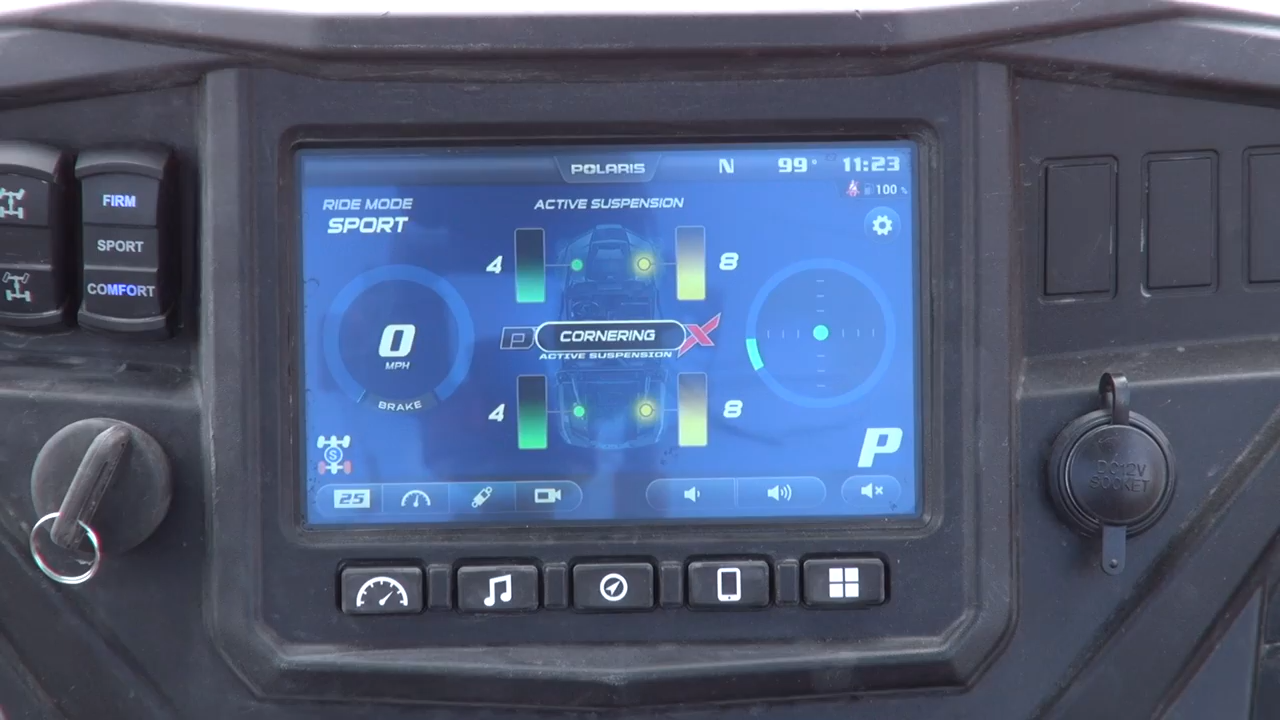 POLARIS
N
99°
11:23
100 %
RIDE MODE
SPORT
ACTIVE SUSPENSION
FIRM
SPORT
COMFORT
4
8
0
MPH
BRAKE
P CORNERING X
ACTIVE SUSPENSION
4
8
S
P
25
DC12V
SOCKET